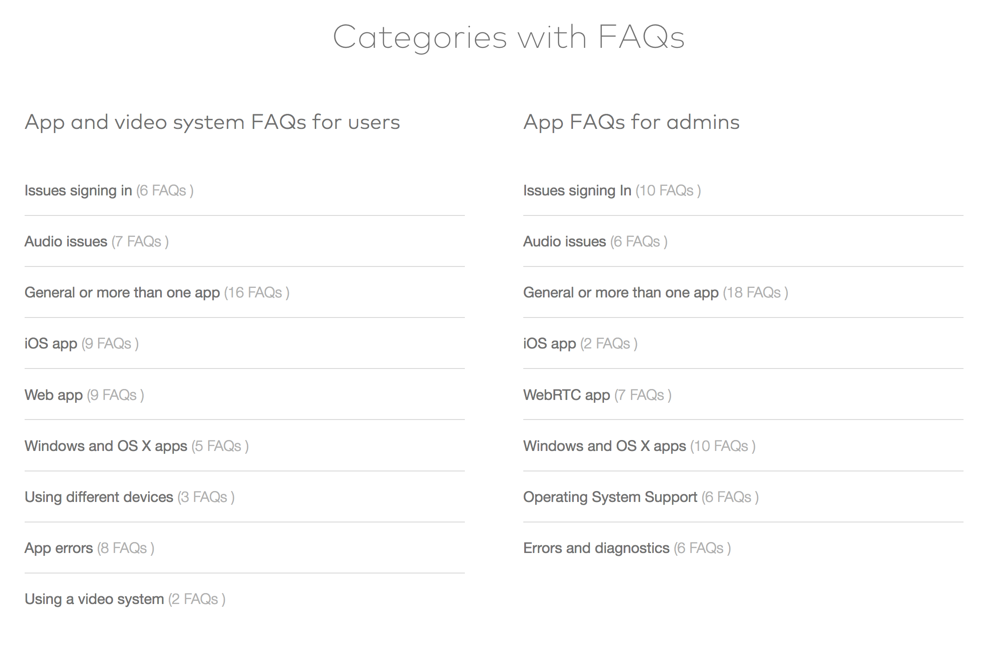 Categories with FAQs
App and video system FAQs for users
Issues signing in (6 FAQs )
Audio issues (7 FAQs )
General or more than one app (16 FAQs )
iOS app (9 FAQs )
Web app (9 FAQs )
Windows and OS X apps (5 FAQs )
Using different devices (3 FAQs )
App errors (8 FAQs )
Using a video system (2 FAQs )
App FAQs for admins
Issues signing In (10 FAQs )
Audio issues (6 FAQs )
General or more than one app (18 FAQs )
iOS app (2 FAQs )
WebRTC app (7 FAQs )
Windows and OS X apps (10 FAQs )
Operating System Support (6 FAQs )
Errors and diagnostics (6 FAQs )